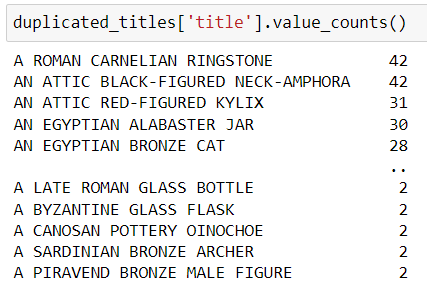 duplicated_titles['title'].value_counts()
A ROMAN CARNELIAN RINGSTONE 42
AN ATTIC BLACK-FIGURED NECK-AMPHORA 42
AN ATTIC RED-FIGURED KYLIX 31
AN EGYPTIAN ALABASTER JAR 30
AN EGYPTIAN BRONZE CAT 28
..
A LATE ROMAN GLASS BOTTLE 2
A BYZANTINE GLASS FLASK 2
A CANOSAN POTTERY OINOCHOE 2
A SARDINIAN BRONZE ARCHER 2
A PIRAVEND BRONZE MALE FIGURE 2